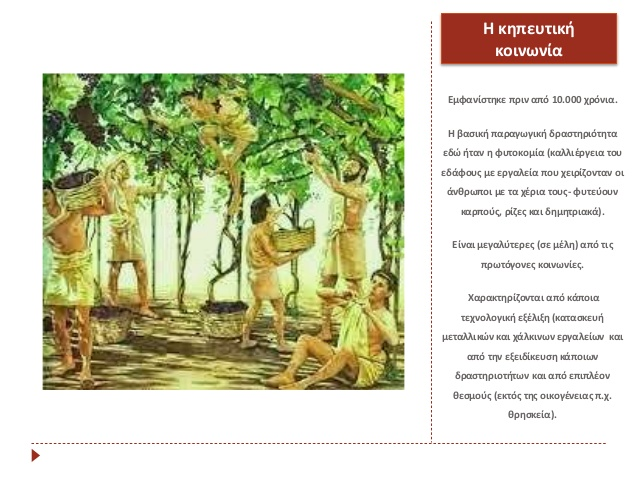 Η κηπευτική
κοινωνία
Εμφανίστηκε πριν από 10.000 χρόνια.
Η βασική παραγωγική δραστηριότητα
εδώ ήταν η φυτοκομία (καλλιέργεια του
εδάφους με εργαλεία που χειρίζονταν οι
άνθρωποι με τα χέρια τους- φυτεύουν
καρπούς, ρίζες και δημητριακά).
Είναι μεγαλύτερες (σε μέλη) από τις
πρωτόγονες κοινωνίες.
Χαρακτηρίζονται από κάποια
τεχνολογική εξέλιξη (κατασκευή
μεταλλικών και χάλκινων εργαλείων και
από την εξειδίκευση κάποιων
δραστηριοτήτων και από επιπλέον
θεσμούς (εκτός της οικογένειας π.χ.
θρησκεία).